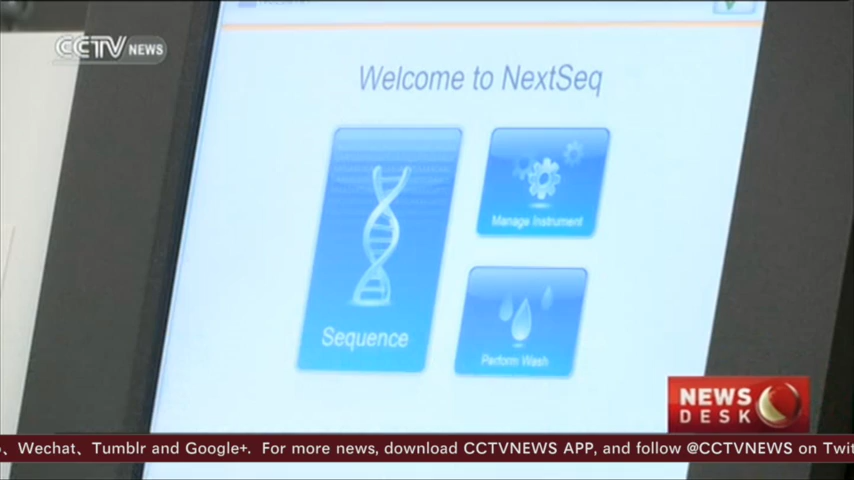 CCTV NEWS
Welcome to NextSeq
Manage Instrument
Sequence
Perform Wash
NEWS
DESK
、Wechat、Tumblr and Google+. For more news, download CCTVNEWS APP, and follow @CCTVNEWS on Twit